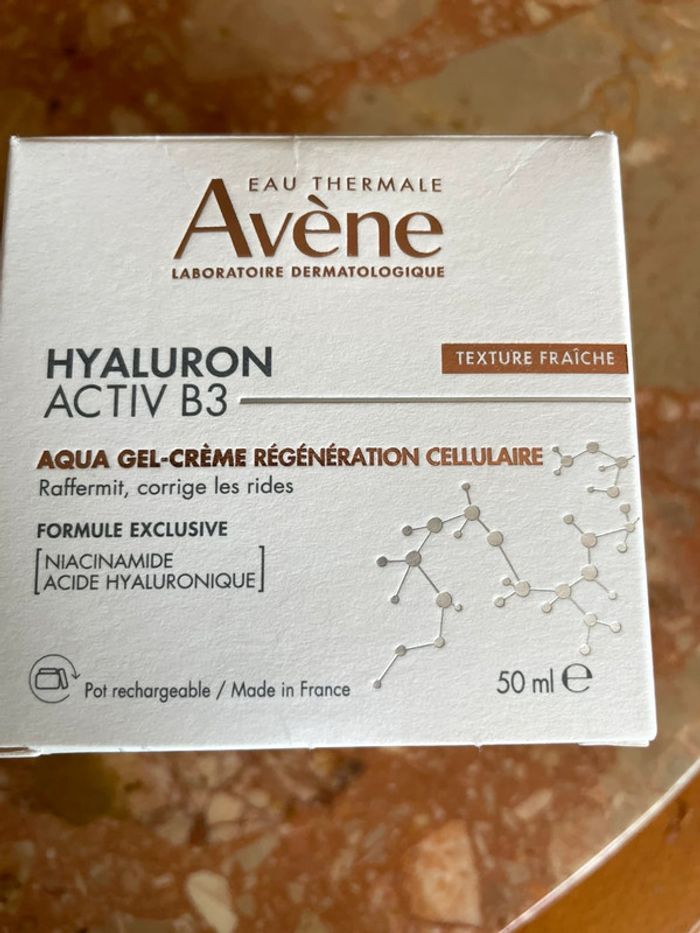 EAU THERMALE
Avène
LABORATOIRE DERMATOLOGIQUE
HYALURON
ACTIV B3
TEXTURE FRAÎCHE
AQUA GEL-CRÈME RÉGÉNÉRATION CELLULAIRE
Raffermit, corrige les rides
FORMULE EXCLUSIVE
[NIACINAMIDE
ACIDE HYALURONIQUE]
Pot rechargeable / Made in France
50 ml ℮